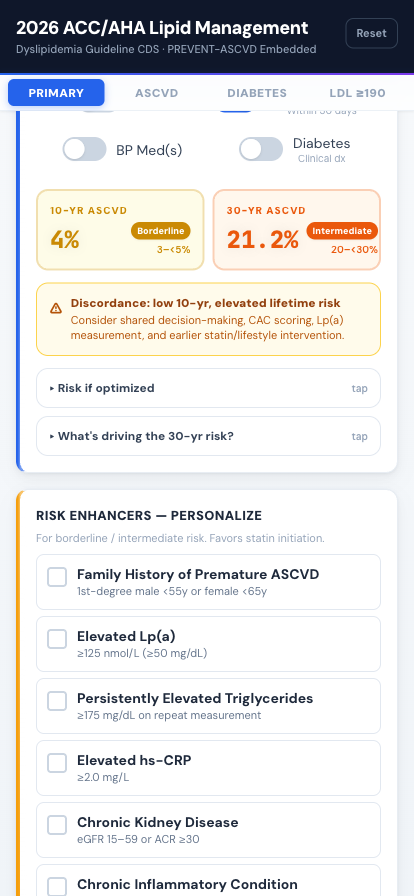 2026 ACC/AHA Lipid Management
Dyslipidemia Guideline CDS · PREVENT-ASCVD Embedded
Reset
PRIMARY
ASCVD
DIABETES
LDL ≥190
Within 30 days
BP Med(s)
Diabetes
Clinical dx
10-YR ASCVD
4%
Borderline
3–<5%
30-YR ASCVD
21.2%
Intermediate
20–<30%
Discordance: low 10-yr, elevated lifetime risk
Consider shared decision-making, CAC scoring, Lp(a)
measurement, and earlier statin/lifestyle intervention.
▸ Risk if optimized
tap
▸ What's driving the 30-yr risk?
tap
RISK ENHANCERS — PERSONALIZE
For borderline / intermediate risk. Favors statin initiation.
Family History of Premature ASCVD
1st-degree male <55y or female <65y
Elevated Lp(a)
≥125 nmol/L (≥50 mg/dL)
Persistently Elevated Triglycerides
≥175 mg/dL on repeat measurement
Elevated hs-CRP
≥2.0 mg/L
Chronic Kidney Disease
eGFR 15–59 or ACR ≥30
Chronic Inflammatory Condition